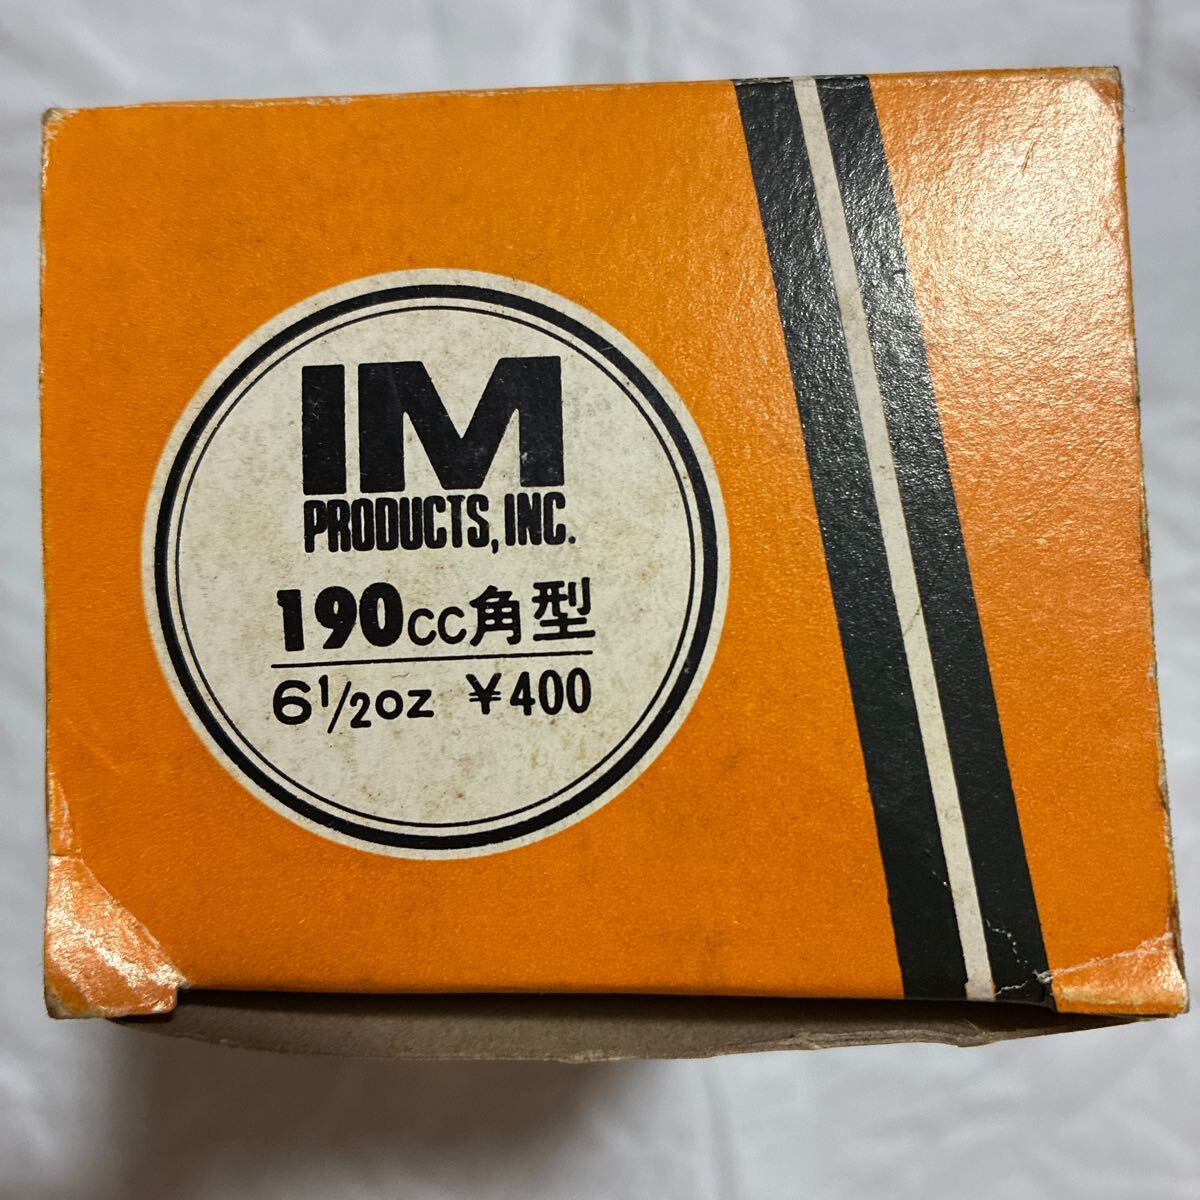 IM
PRODUCTS, INC.
190cc角型
6 1/2oz ¥400